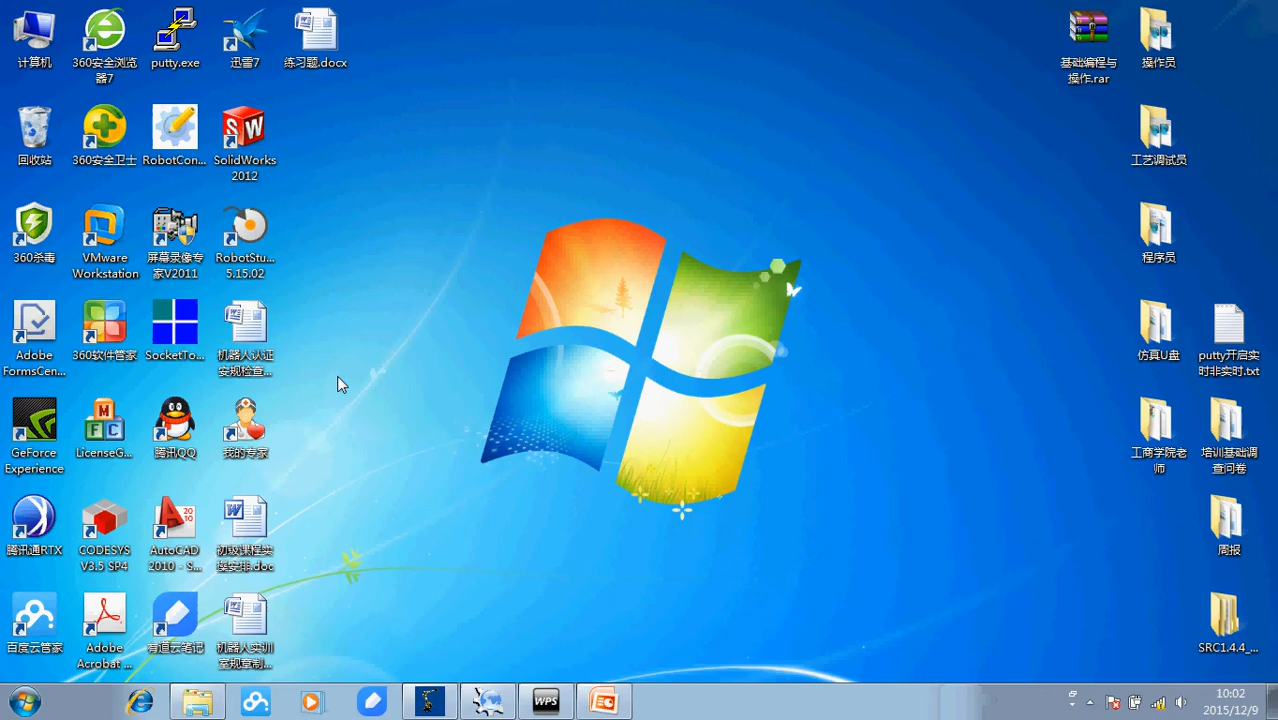 计算机
360安全浏览
器7
putty.exe
迅雷7
练习题.docx
基础编程与
操作.rar
操作员
回收站
360安全卫士
RobotCon...
SolidWorks
2012
工艺调试员
360杀毒
VMware
Workstation
屏幕录像专
家V2011
RobotStu...
5.15.02
程序员
Adobe
FormsCen...
360软件管家
SocketTo...
机器人认证
安规检查...
仿真U盘
putty开启实
时非实时.txt
GeForce
Experience
LicenseG...
腾讯QQ
我的专家
工商学院老
师
培训基础调
查问卷
腾讯通RTX
CODESYS
V3.5 SP4
AutoCAD
2010 - S...
初级课程实
操安排.doc
周报
百度云管家
Adobe
Acrobat ...
有道云笔记
机器人实训
室规章制...
SRC1.4.4_...
WPS
10:02
2015/12/9